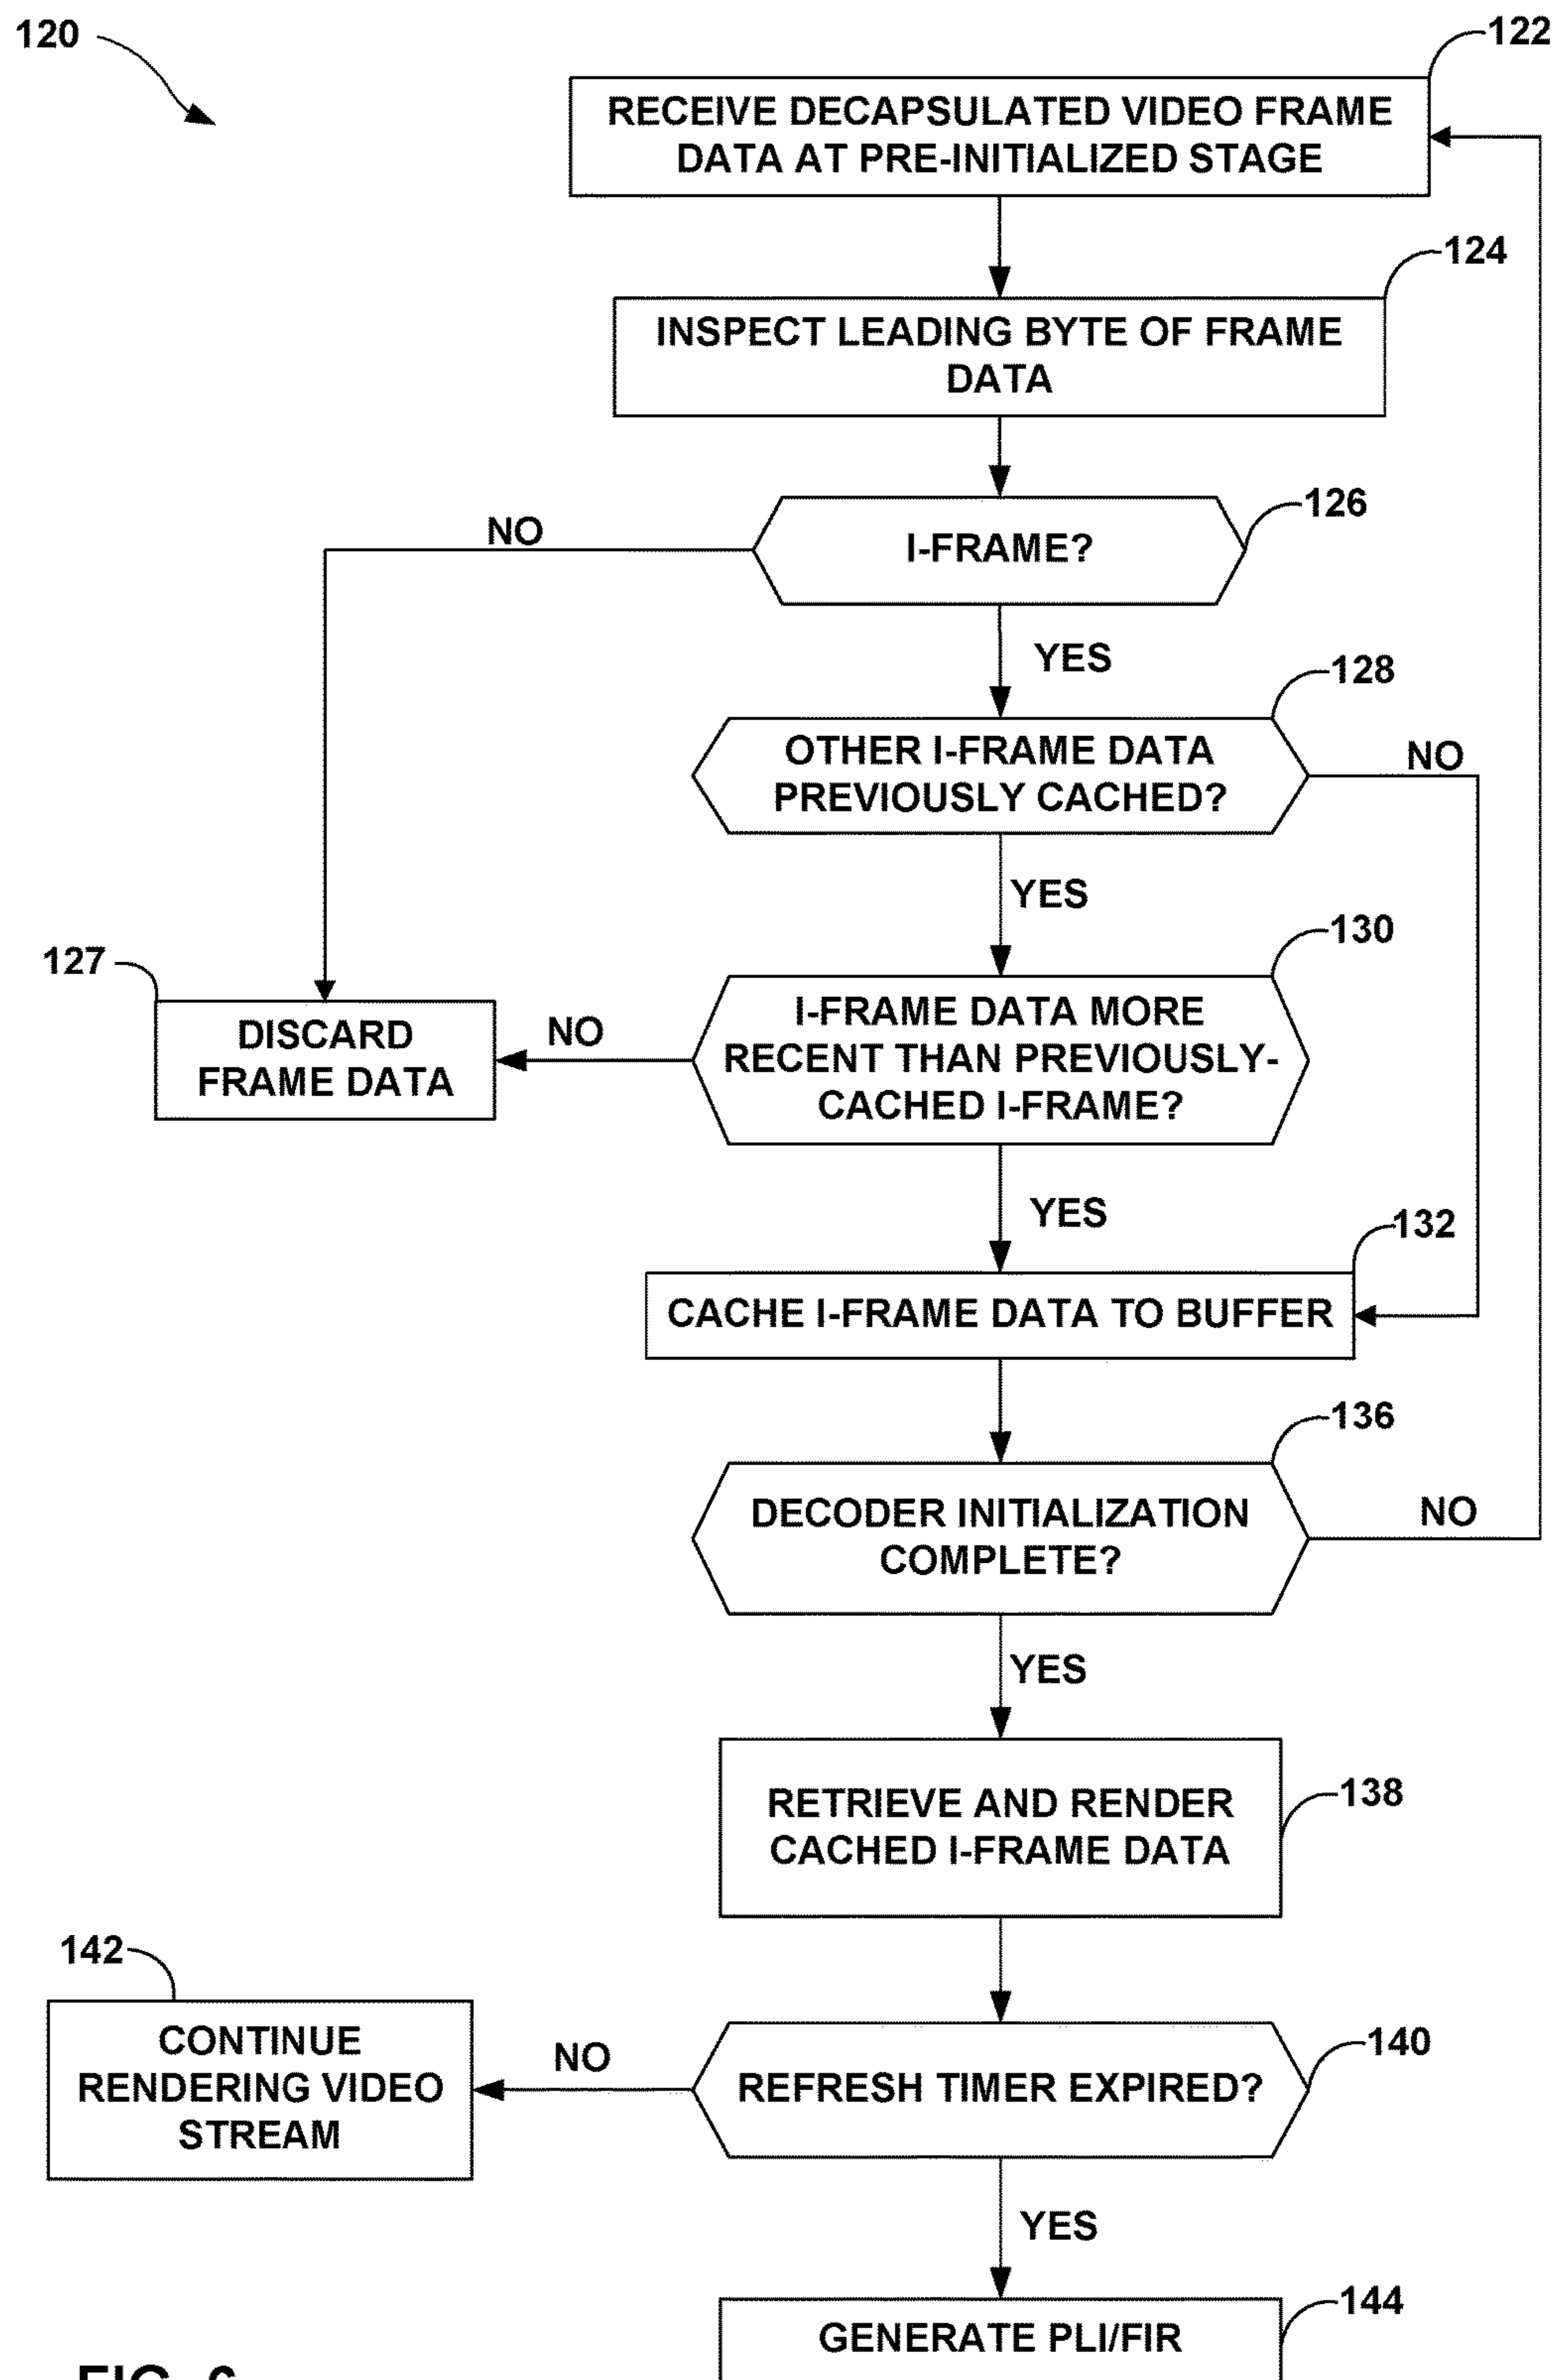 120
122
RECEIVE DECAPSULATED VIDEO FRAME
DATA AT PRE-INITIALIZED STAGE
124
INSPECT LEADING BYTE OF FRAME
DATA
126
I-FRAME?
NO
YES
128
OTHER I-FRAME DATA
PREVIOUSLY CACHED?
NO
YES
130
I-FRAME DATA MORE
RECENT THAN PREVIOUSLY-
CACHED I-FRAME?
NO
127
DISCARD
FRAME DATA
YES
132
CACHE I-FRAME DATA TO BUFFER
136
DECODER INITIALIZATION
COMPLETE?
NO
YES
138
RETRIEVE AND RENDER
CACHED I-FRAME DATA
140
REFRESH TIMER EXPIRED?
NO
142
CONTINUE
RENDERING VIDEO
STREAM
YES
144
GENERATE PLI/FIR
FIG. 6